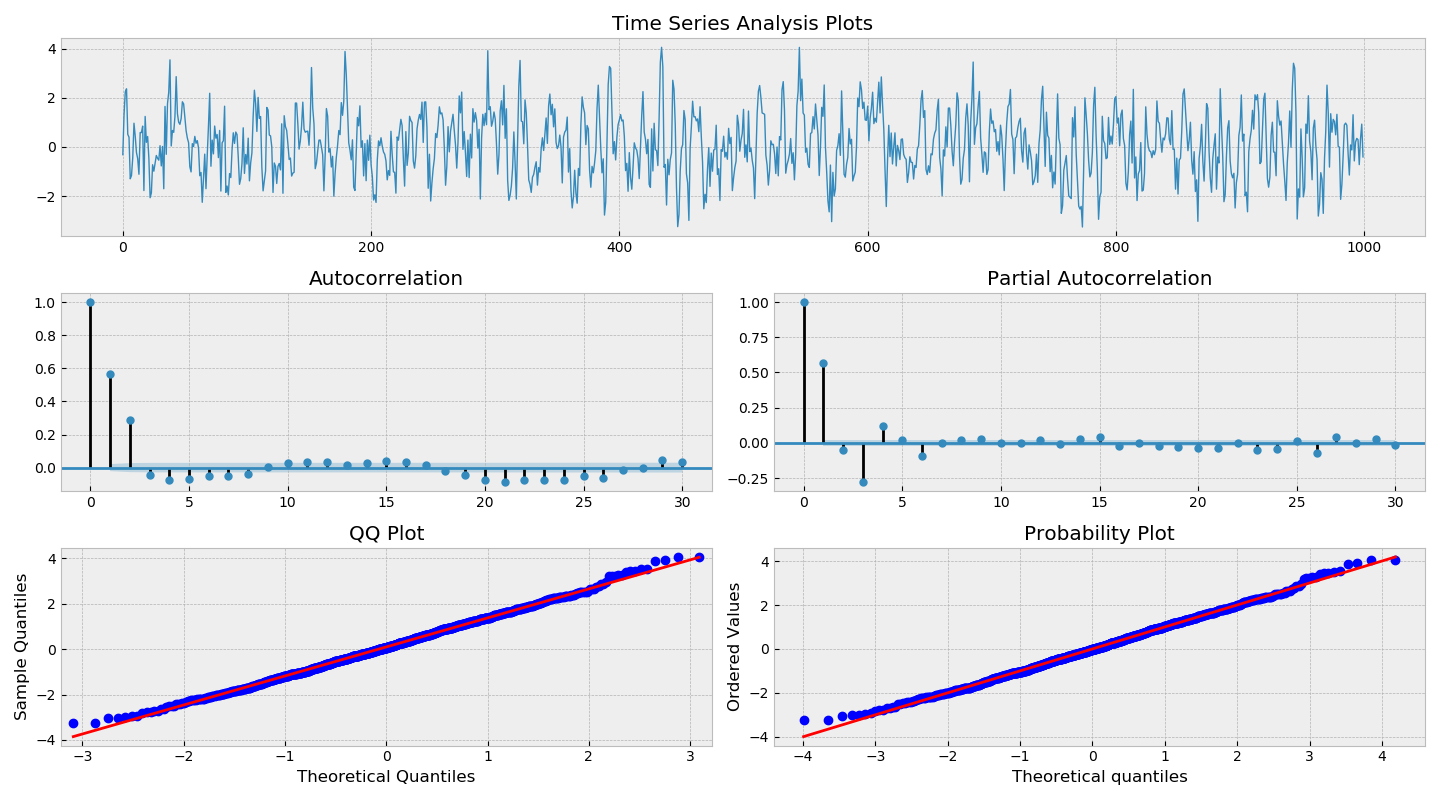 Time Series Analysis Plots
4
2
0
−2
0 200 400 600 800 1000
Autocorrelation
1.0
0.8
0.6
0.4
0.2
0.0
0 5 10 15 20 25 30
Partial Autocorrelation
1.00
0.75
0.50
0.25
0.00
−0.25
0 5 10 15 20 25 30
QQ Plot
Sample Quantiles
4
2
0
−2
−4
−3 −2 −1 0 1 2 3
Theoretical Quantiles
Probability Plot
Ordered Values
4
2
0
−2
−4
−4 −3 −2 −1 0 1 2 3 4
Theoretical quantiles